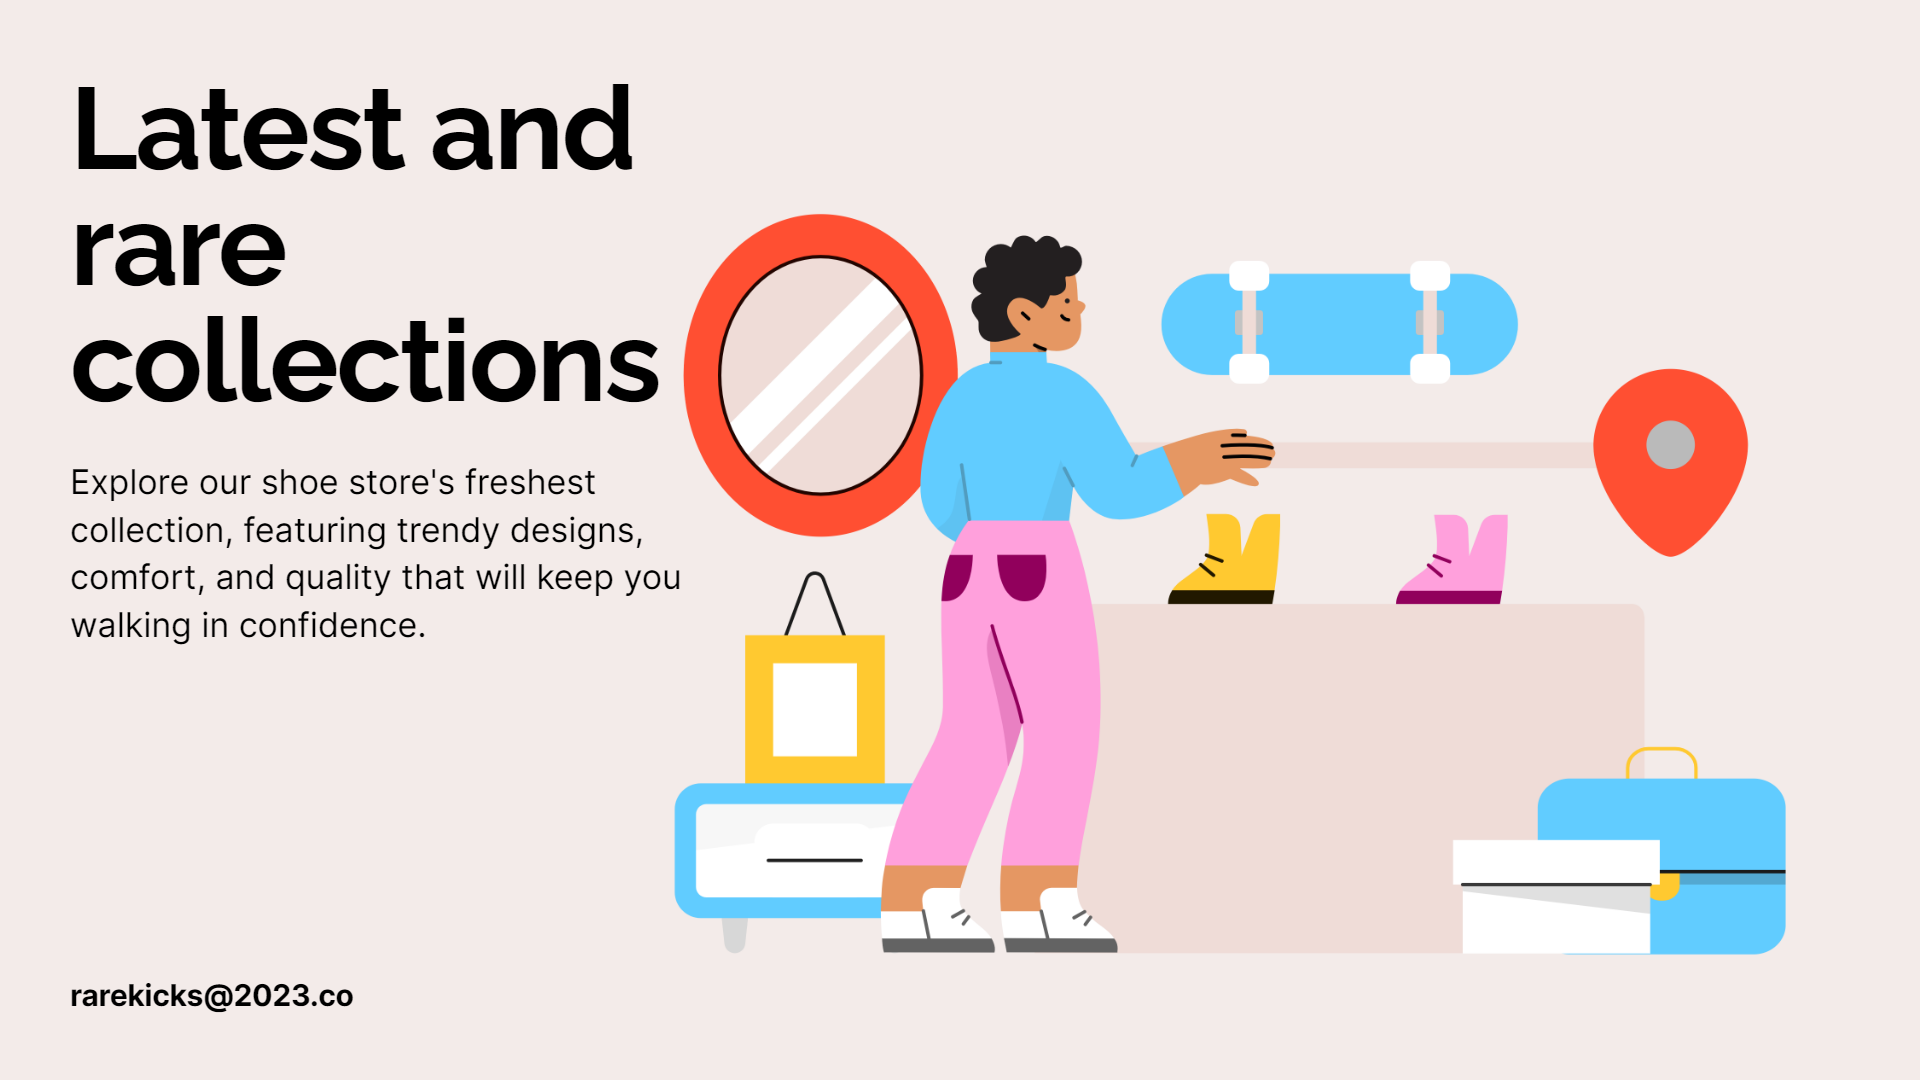 Latest and
rare
collections
Explore our shoe store's freshest
collection, featuring trendy designs,
comfort, and quality that will keep you
walking in confidence.
rarekicks@2023.co